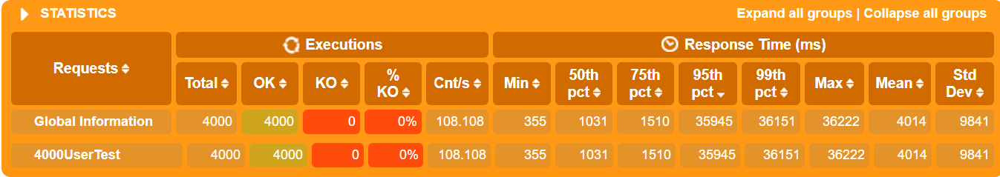 STATISTICS Expand all groups | Collapse all groups
Requests Executions Response Time (ms)
Total OK KO % KO Cnt/s Min 50th pct 75th pct 95th pct 99th pct Max Mean Std Dev
Global Information 4000 4000 0 0% 108.108 355 1031 1510 35945 36151 36222 4014 9841
4000UserTest 4000 4000 0 0% 108.108 355 1031 1510 35945 36151 36222 4014 9841